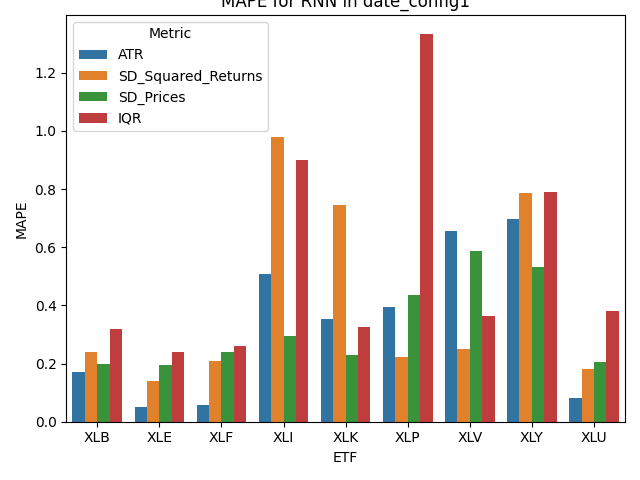 MAPE for RNN in date_config1
Metric
ATR
SD_Squared_Returns
SD_Prices
IQR
MAPE
1.2
1.0
0.8
0.6
0.4
0.2
0.0
XLB XLE XLF XLI XLK XLP XLV XLY XLU
ETF